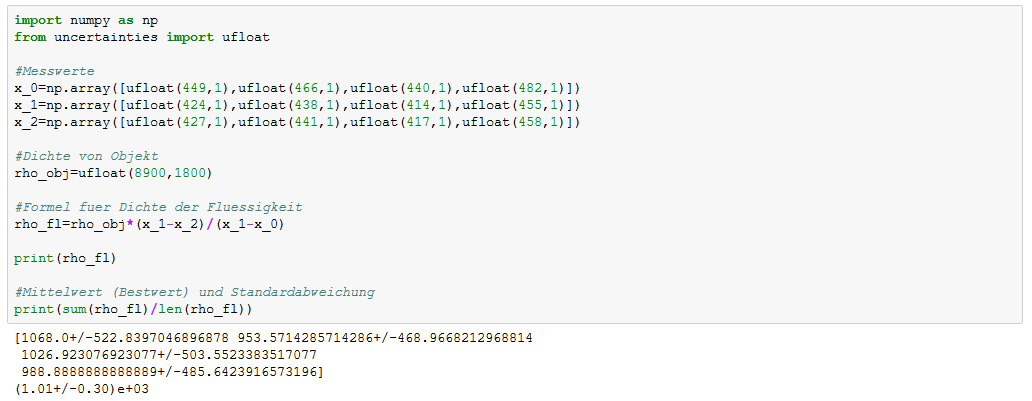 import numpy as np
from uncertainties import ufloat
#Messwerte
x_0=np.array([ufloat(449,1),ufloat(466,1),ufloat(440,1),ufloat(482,1)])
x_1=np.array([ufloat(424,1),ufloat(438,1),ufloat(414,1),ufloat(455,1)])
x_2=np.array([ufloat(427,1),ufloat(441,1),ufloat(417,1),ufloat(458,1)])
#Dichte von Objekt
rho_obj=ufloat(8900,1800)
#Formel fuer Dichte der Fluessigkeit
rho_fl=rho_obj*(x_1-x_2)/(x_1-x_0)
print(rho_fl)
#Mittelwert (Bestwert) und Standardabweichung
print(sum(rho_fl)/len(rho_fl))
[1068.0+/-522.8397046896878 953.5714285714286+/-468.9668212968814
1026.923076923077+/-503.5523383517077
988.8888888888889+/-485.6423916573196]
(1.01+/-0.30)e+03